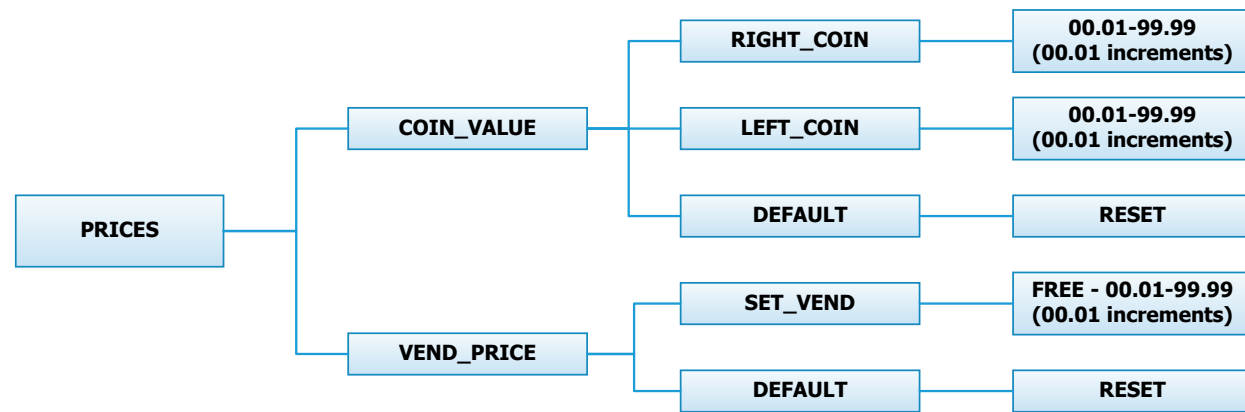 PRICES
COIN_VALUE
RIGHT_COIN
00.01-99.99
(00.01 increments)
LEFT_COIN
00.01-99.99
(00.01 increments)
DEFAULT
RESET
VEND_PRICE
SET_VEND
FREE - 00.01-99.99
(00.01 increments)
DEFAULT
RESET